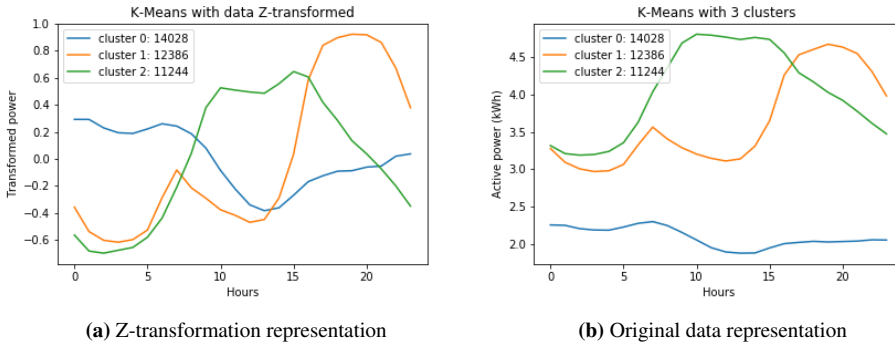 K-Means with data Z-transformed
1.0
0.8
0.6
0.4
0.2
0.0
−0.2
−0.4
−0.6
Transformed power
cluster 0: 14028
cluster 1: 12386
cluster 2: 11244
0 5 10 15 20
Hours
(a) Z-transformation representation
K-Means with 3 clusters
4.5
4.0
3.5
3.0
2.5
2.0
Active power (kWh)
cluster 0: 14028
cluster 1: 12386
cluster 2: 11244
0 5 10 15 20
Hours
(b) Original data representation